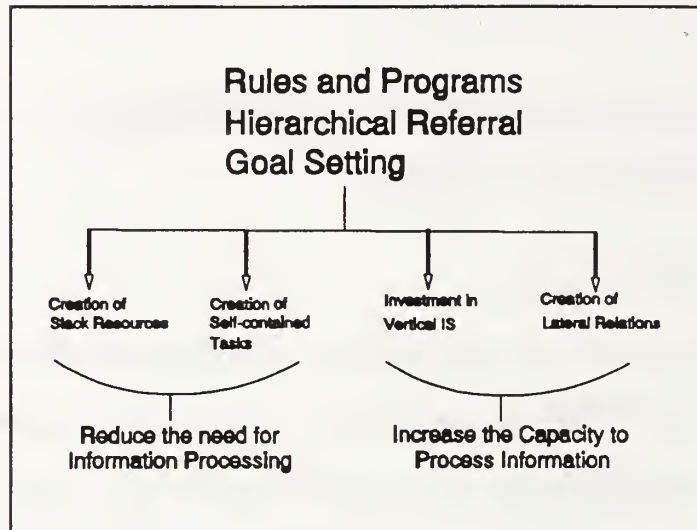 Rules and Programs
Hierarchical Referral
Goal Setting
Creation of
Slack Resources
Creation of
Self-contained
Tasks
Investment in
Vertical IS
Creation of
Lateral Relations
Reduce the need for
Information Processing
Increase the Capacity to
Process Information